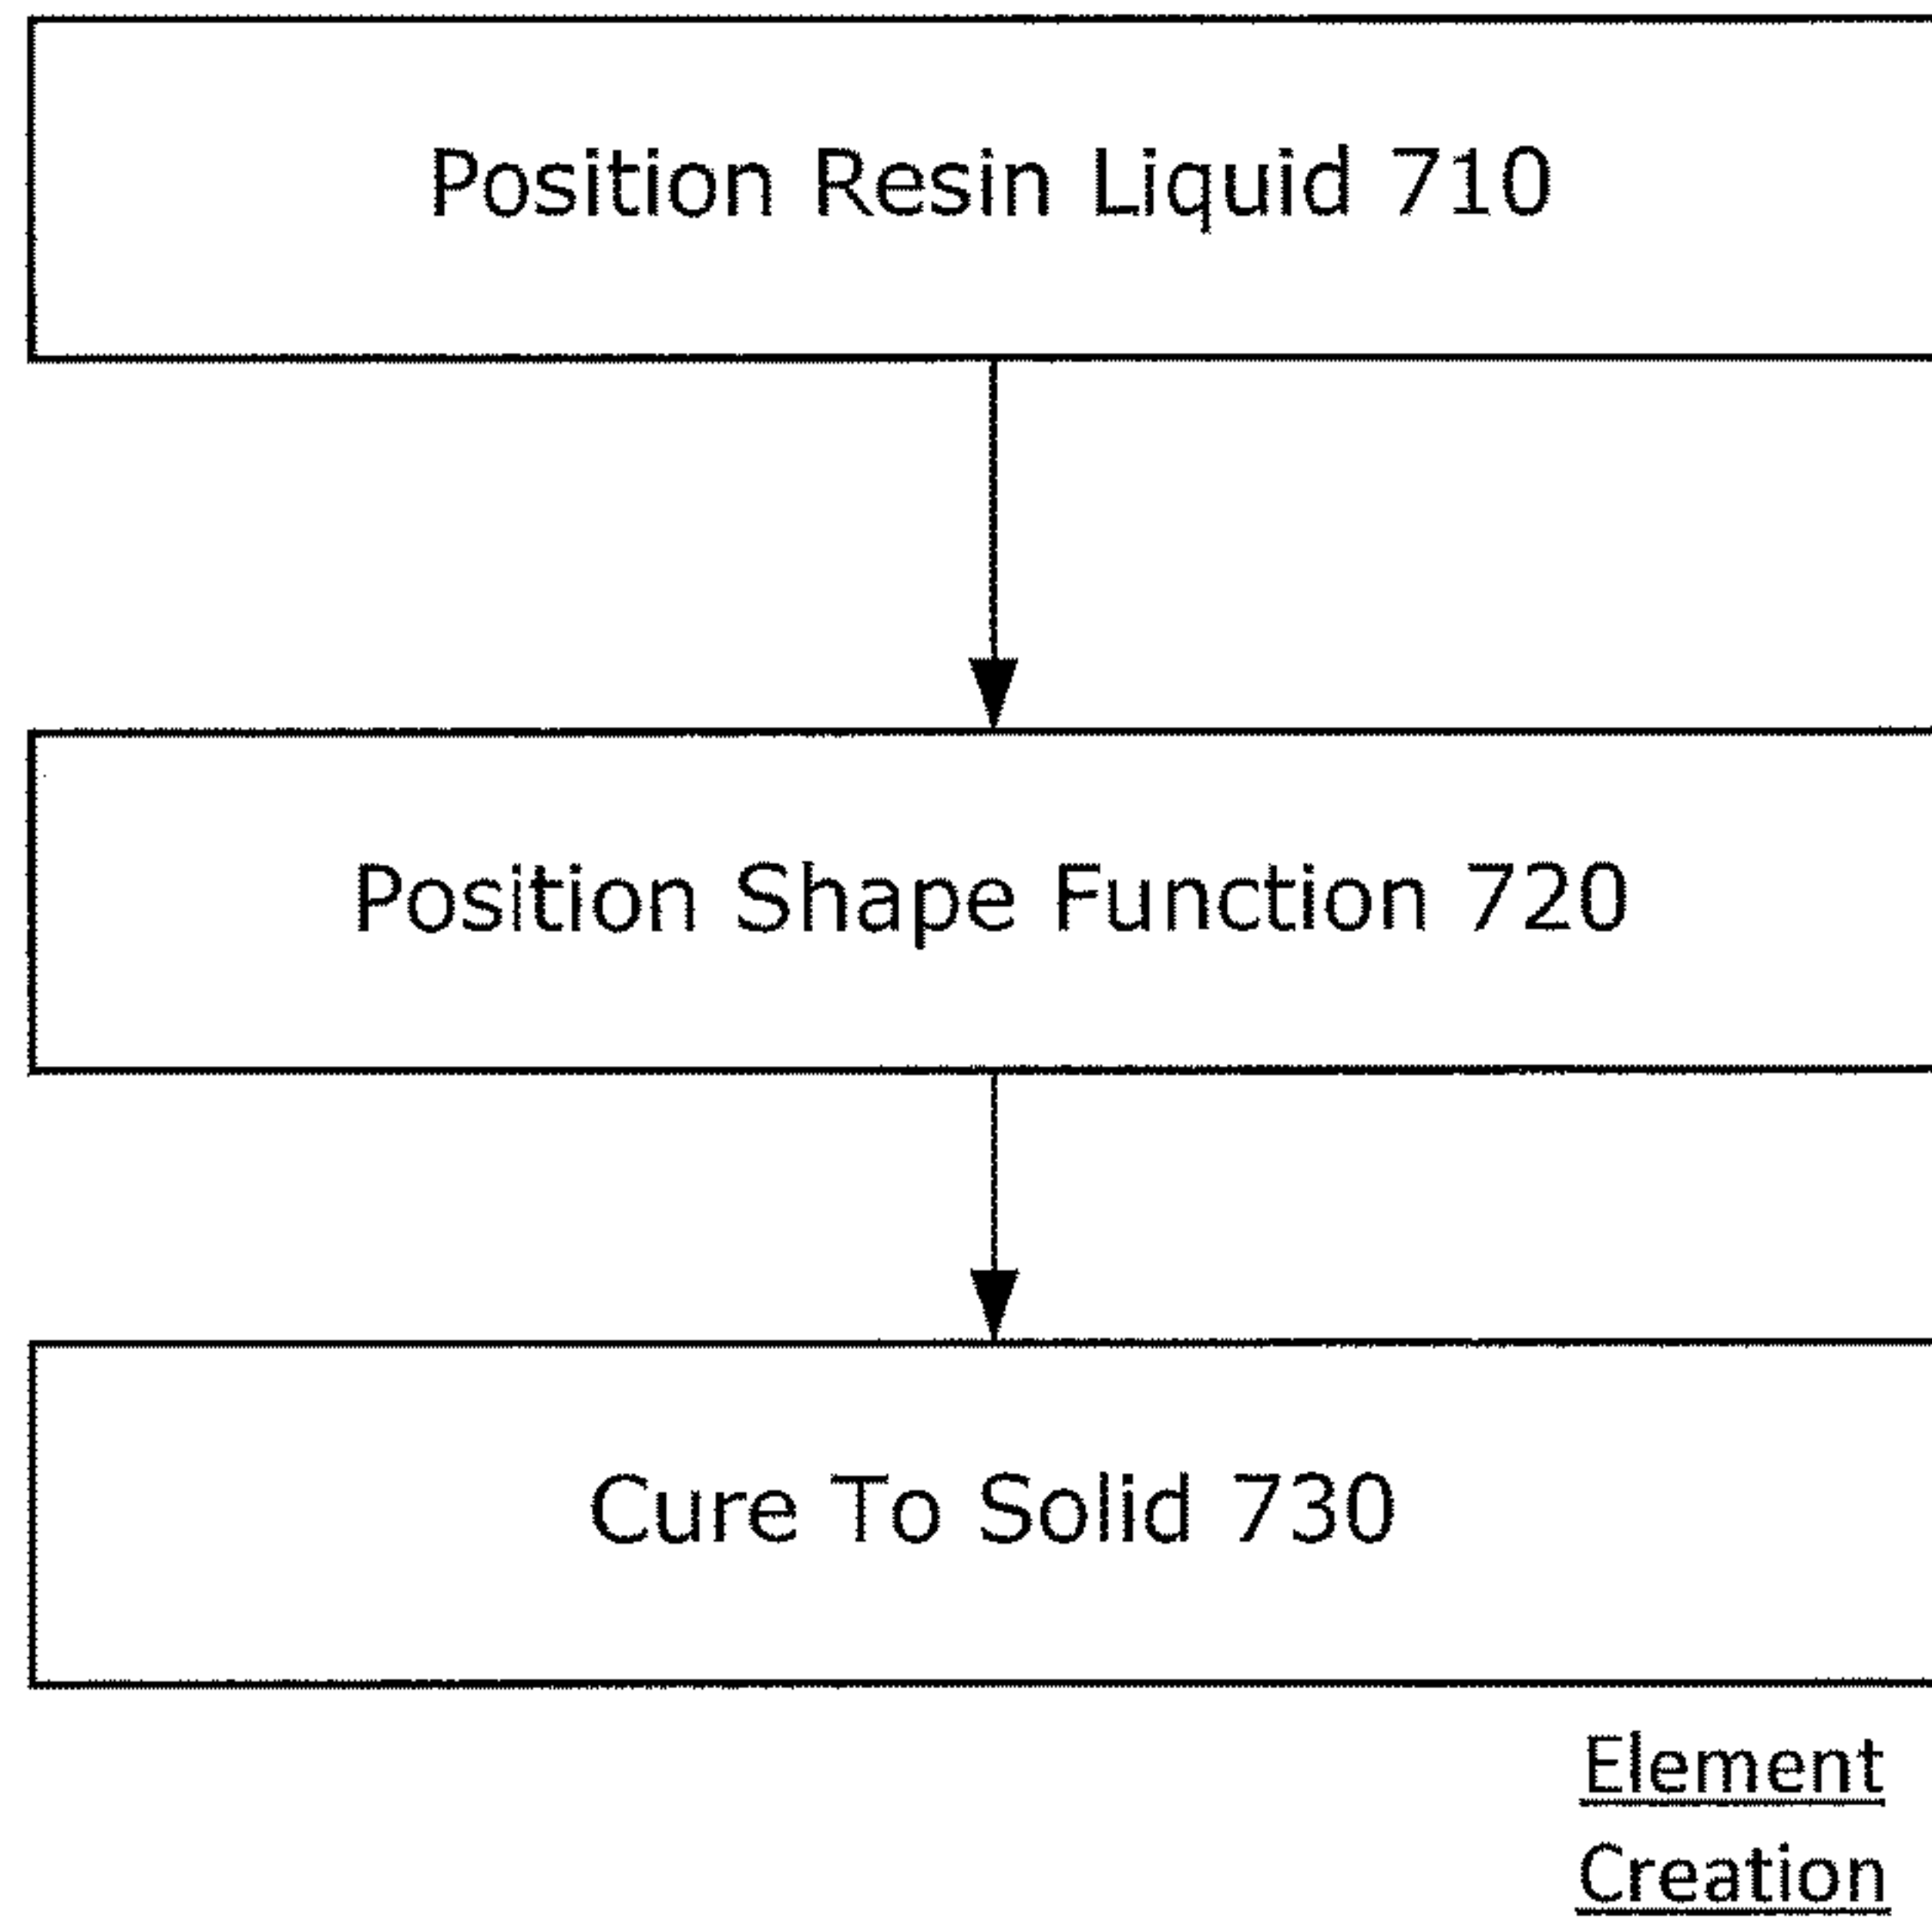 Position Resin Liquid 710
Position Shape Function 720
Cure To Solid 730
Element
Creation